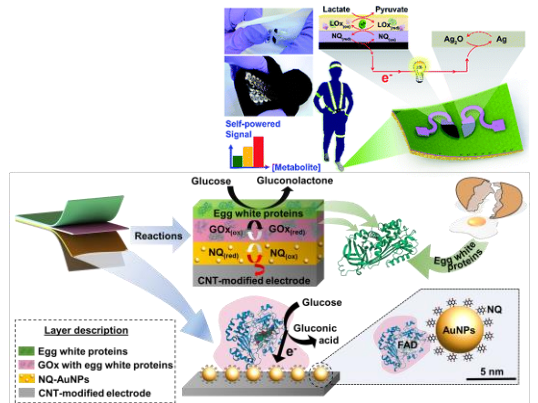 Lactate Pyruvate
LOx(ox) LOx(red)
NQ(red) NQ(ox)
e-
Ag2O Ag
Self-powered
Signal
[Metabolite]
Glucose Gluconolactone
Egg white proteins
GOx(ox) GOx(red)
NQ(red) NQ(ox)
CNT-modified electrode
Reactions
Egg white
proteins
Layer description
Egg white proteins
GOx with egg white proteins
NQ-AuNPs
CNT-modified electrode
Glucose
Gluconic
acid
e-
FAD
AuNPs
NQ
5 nm